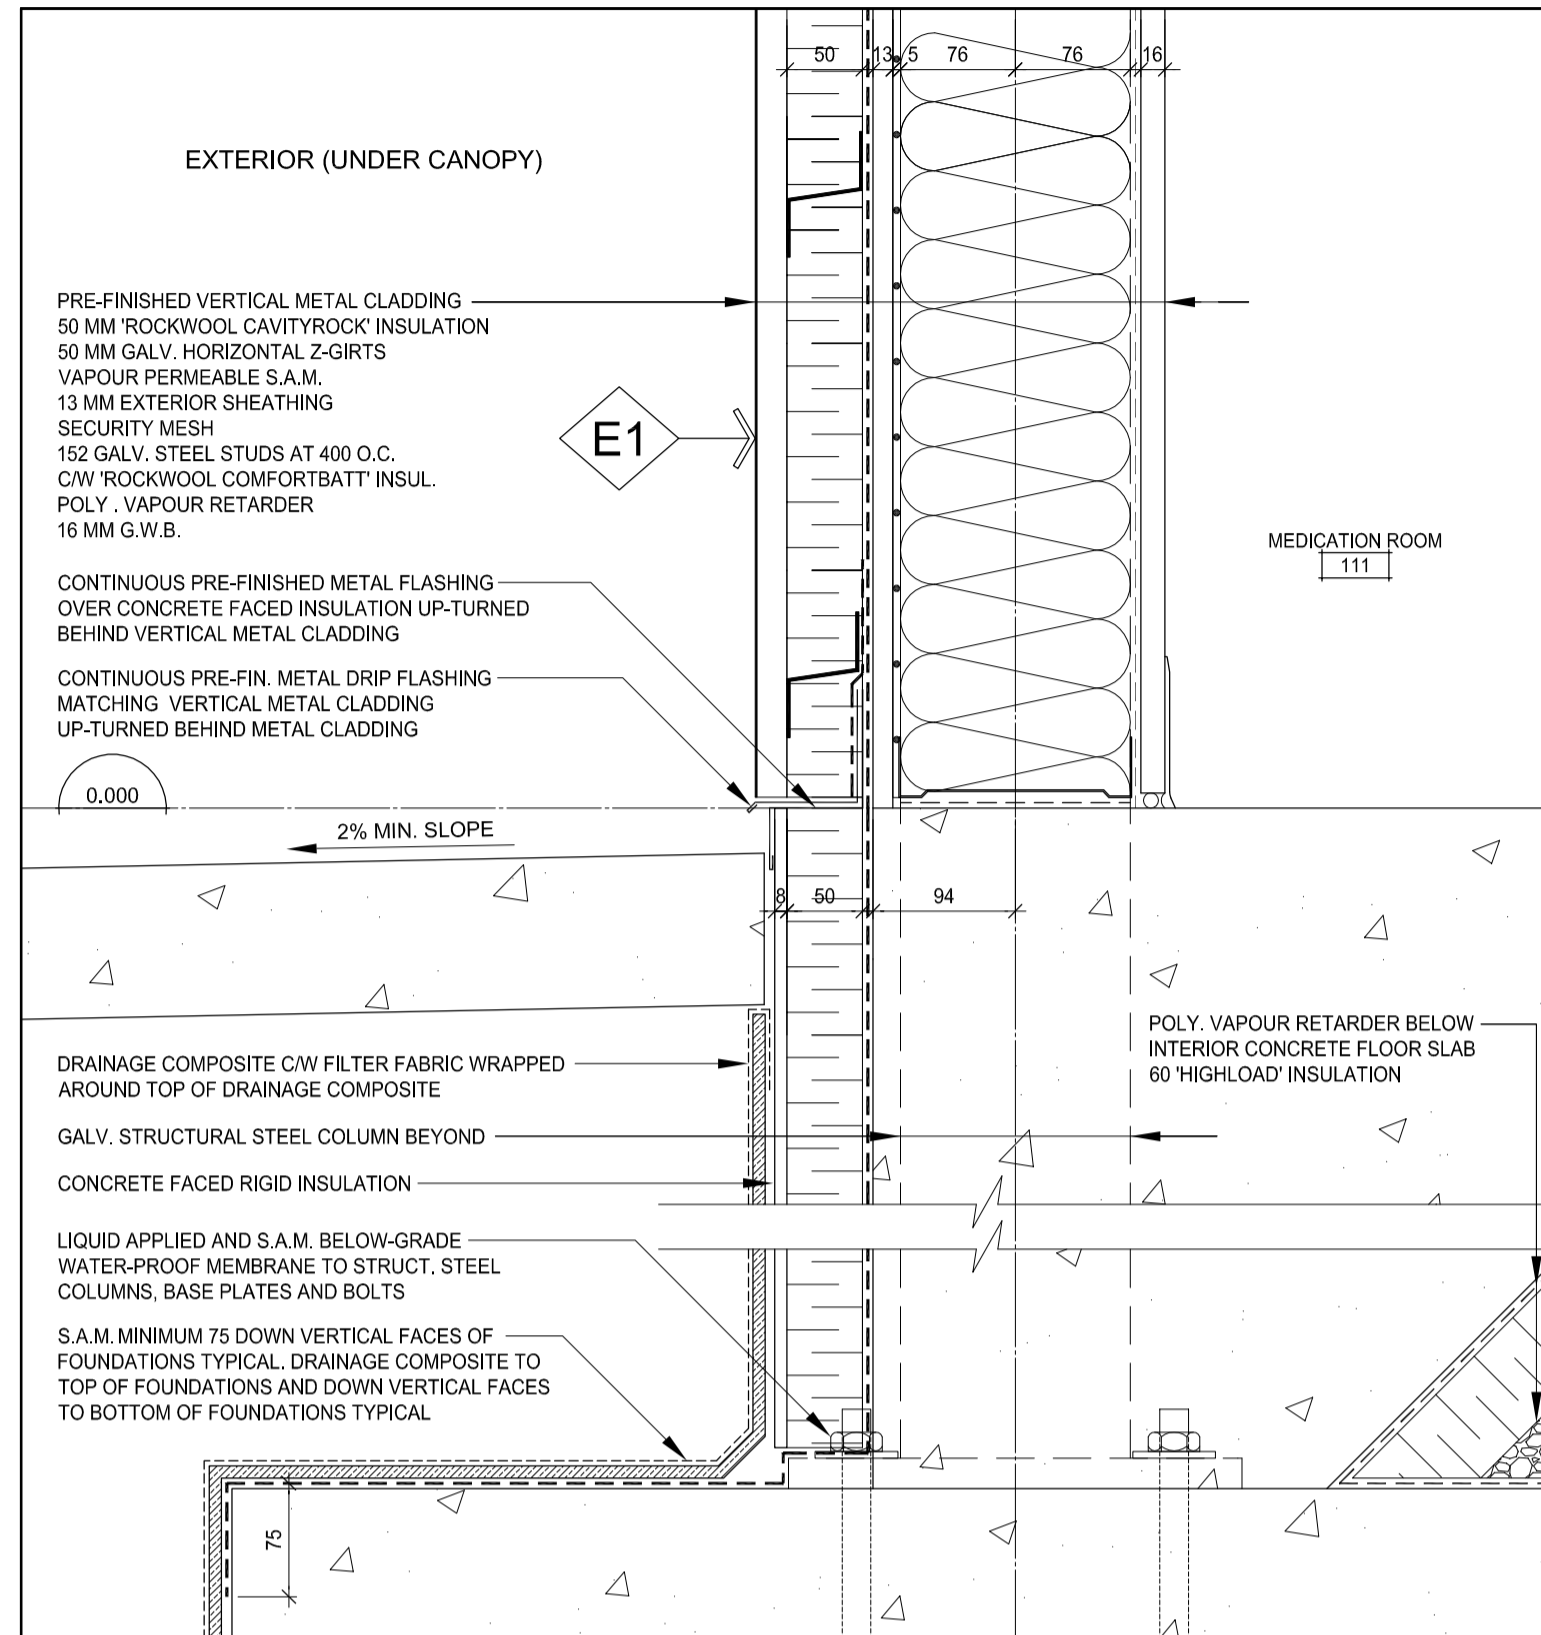 50 13 5 76 76 16
EXTERIOR (UNDER CANOPY)
PRE-FINISHED VERTICAL METAL CLADDING
50 MM 'ROCKWOOL CAVITYROCK' INSULATION
50 MM GALV. HORIZONTAL Z-GIRTS
VAPOUR PERMEABLE S.A.M.
13 MM EXTERIOR SHEATHING
SECURITY MESH
152 GALV. STEEL STUDS AT 400 O.C.
C/W 'ROCKWOOL COMFORTBATT' INSUL.
POLY . VAPOUR RETARDER
16 MM G.W.B.
E1
MEDICATION ROOM
111
CONTINUOUS PRE-FINISHED METAL FLASHING
OVER CONCRETE FACED INSULATION UP-TURNED
BEHIND VERTICAL METAL CLADDING
CONTINUOUS PRE-FIN. METAL DRIP FLASHING
MATCHING VERTICAL METAL CLADDING
UP-TURNED BEHIND METAL CLADDING
0.000
2% MIN. SLOPE
8 50 94
POLY. VAPOUR RETARDER BELOW
INTERIOR CONCRETE FLOOR SLAB
60 'HIGHLOAD' INSULATION
DRAINAGE COMPOSITE C/W FILTER FABRIC WRAPPED
AROUND TOP OF DRAINAGE COMPOSITE
GALV. STRUCTURAL STEEL COLUMN BEYOND
CONCRETE FACED RIGID INSULATION
LIQUID APPLIED AND S.A.M. BELOW-GRADE
WATER-PROOF MEMBRANE TO STRUCT. STEEL
COLUMNS, BASE PLATES AND BOLTS
S.A.M. MINIMUM 75 DOWN VERTICAL FACES OF
FOUNDATIONS TYPICAL. DRAINAGE COMPOSITE TO
TOP OF FOUNDATIONS AND DOWN VERTICAL FACES
TO BOTTOM OF FOUNDATIONS TYPICAL
75